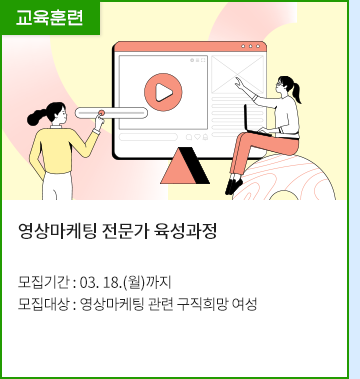 교육훈련
영상마케팅 전문가 육성과정
모집기간 : 03. 18.(월)까지
모집대상 : 영상마케팅 관련 구직희망 여성